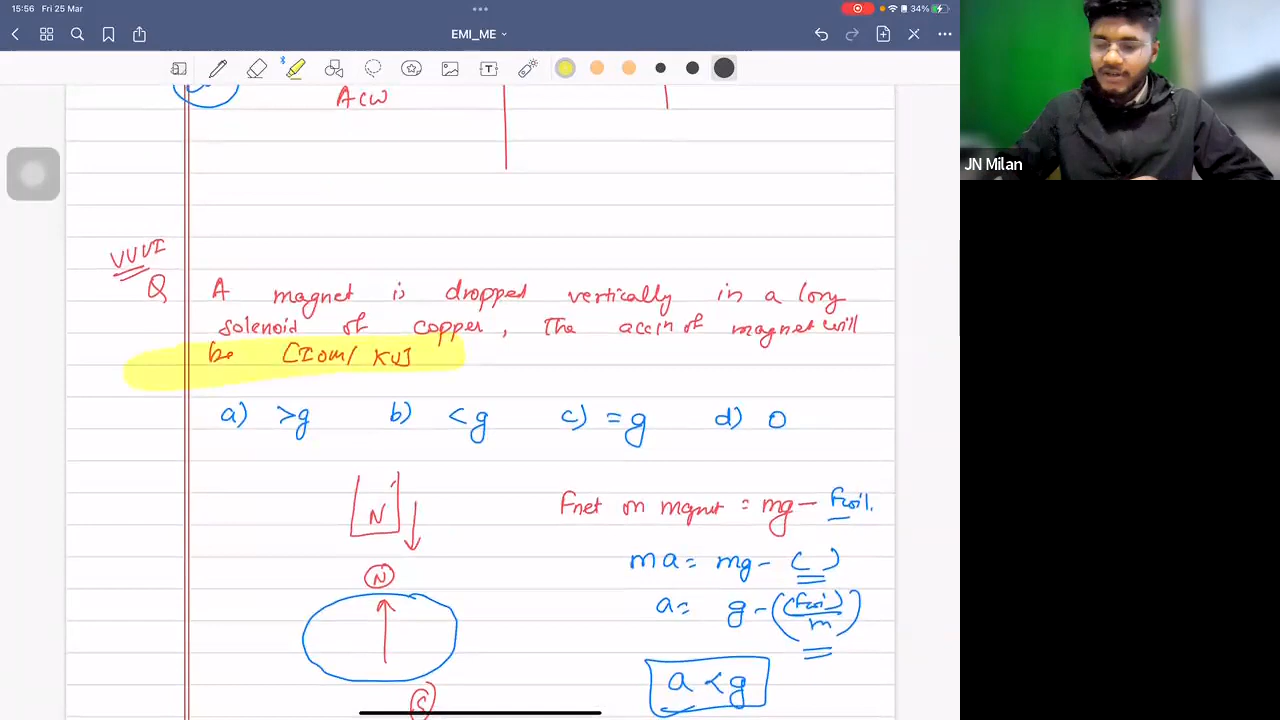 15:56 Fri 25 Mar
34%
EMI_ME
JN Milan
ACW
VVVI
Q A magnet is dropped vertically in a long
solenoid of copper, The accln of magnet will
be [IOM/ KU]
a) >g b) <g c) =g d) 0
N
Fnet on magnet = mg - Fcoil.
N
ma = mg - ( )
a = g - ((Fcoil)/m)
a < g
S